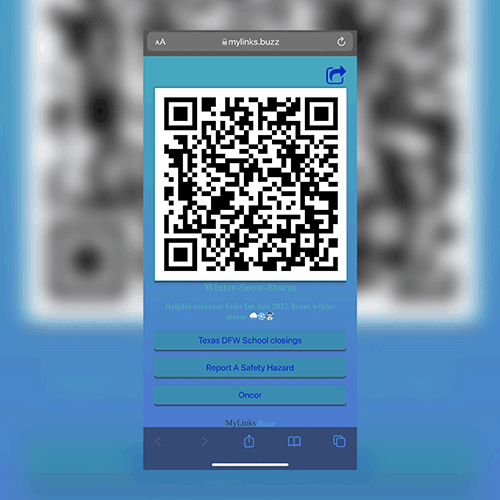 AA mylinks.buzz
Winter-Snow-Storm
Helpful resource links for this 2022 Texas winter
storm 🌨️❄️☃️
Texas DFW School closings
Report A Safety Hazard
Oncor
MyLinks.Buzz